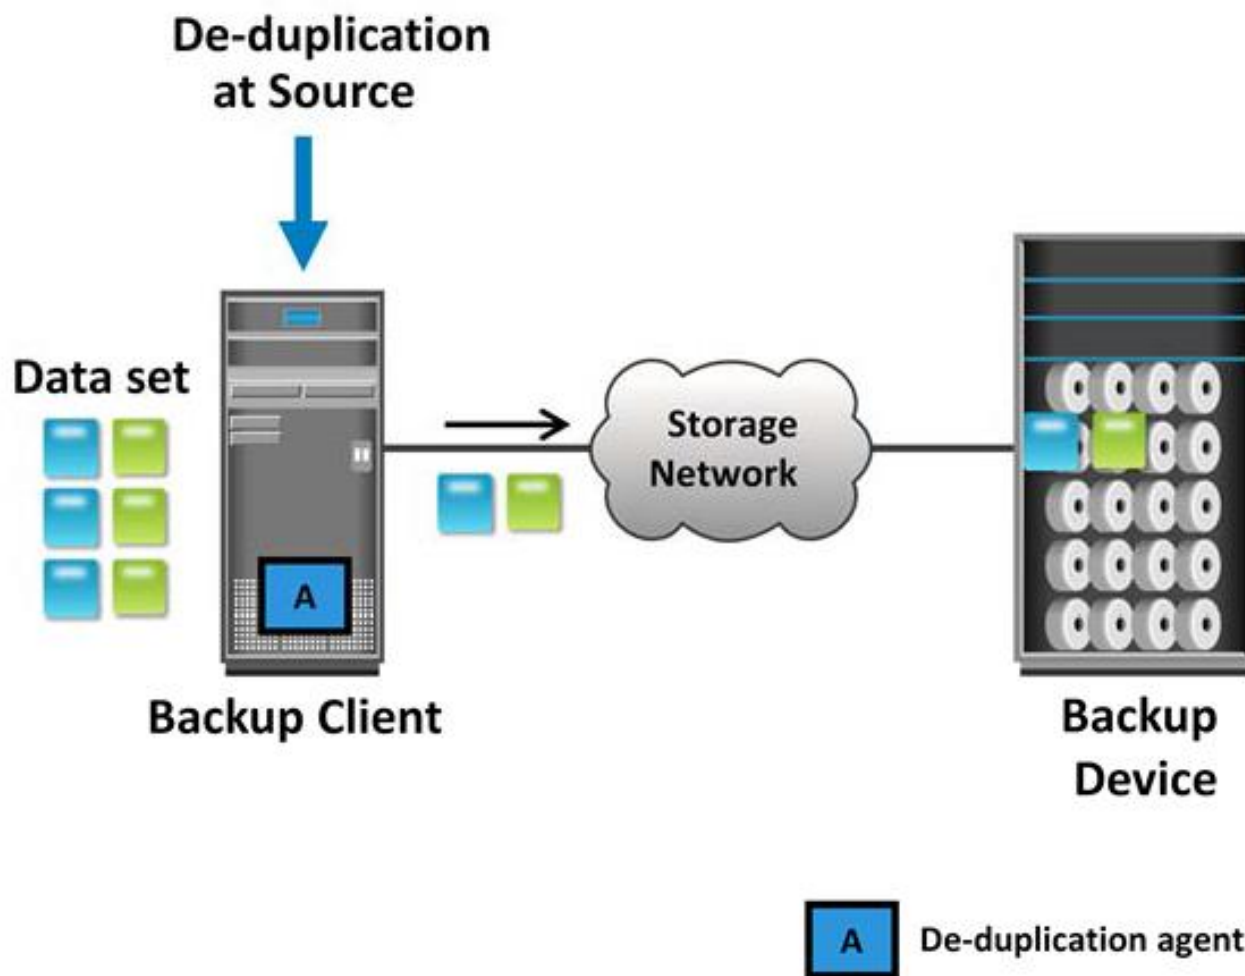 De-duplication
at Source
Data set
Storage
Network
A
Backup Client
Backup
Device
A
De-duplication agent